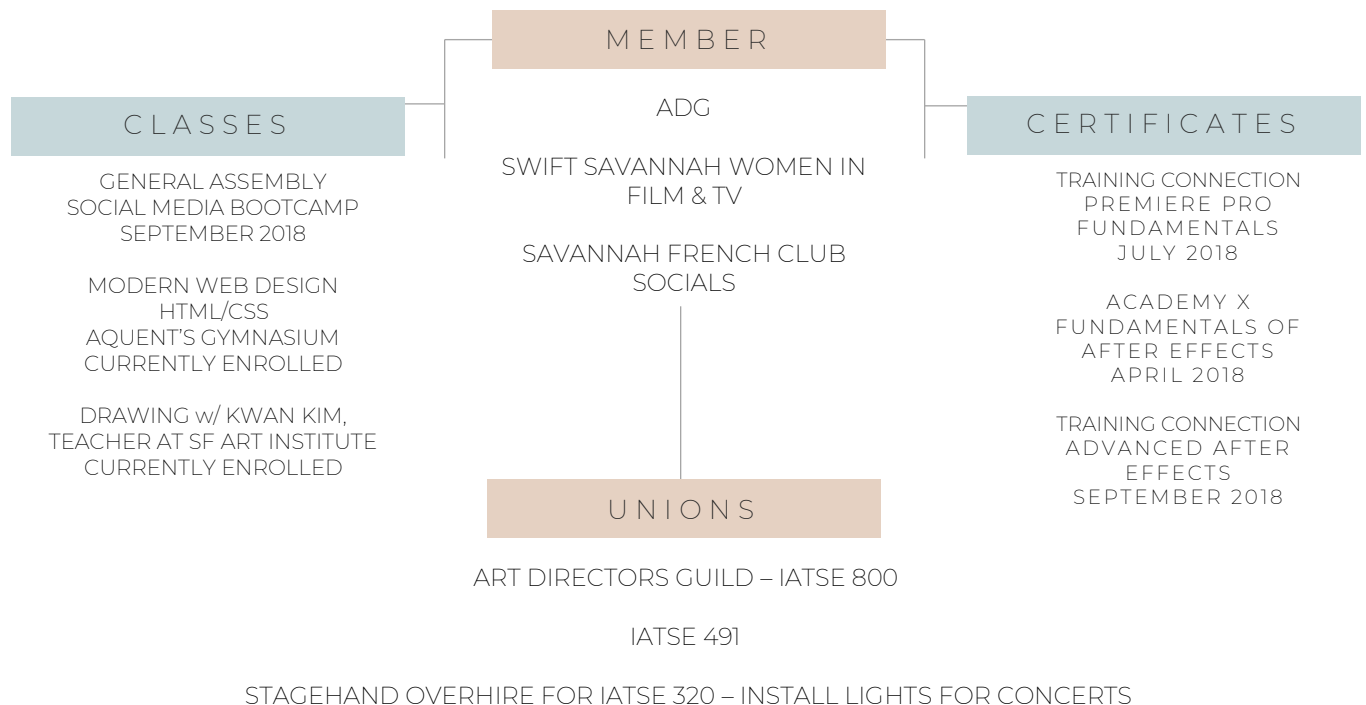 MEMBER
ADG
SWIFT SAVANNAH WOMEN IN
FILM & TV
SAVANNAH FRENCH CLUB
SOCIALS
CLASSES
GENERAL ASSEMBLY
SOCIAL MEDIA BOOTCAMP
SEPTEMBER 2018
MODERN WEB DESIGN
HTML/CSS
AQUENT'S GYMNASIUM
CURRENTLY ENROLLED
DRAWING w/ KWAN KIM,
TEACHER AT SF ART INSTITUTE
CURRENTLY ENROLLED
CERTIFICATES
TRAINING CONNECTION
PREMIERE PRO
FUNDAMENTALS
JULY 2018
ACADEMY X
FUNDAMENTALS OF
AFTER EFFECTS
APRIL 2018
TRAINING CONNECTION
ADVANCED AFTER
EFFECTS
SEPTEMBER 2018
UNIONS
ART DIRECTORS GUILD – IATSE 800
IATSE 491
STAGEHAND OVERHIRE FOR IATSE 320 – INSTALL LIGHTS FOR CONCERTS